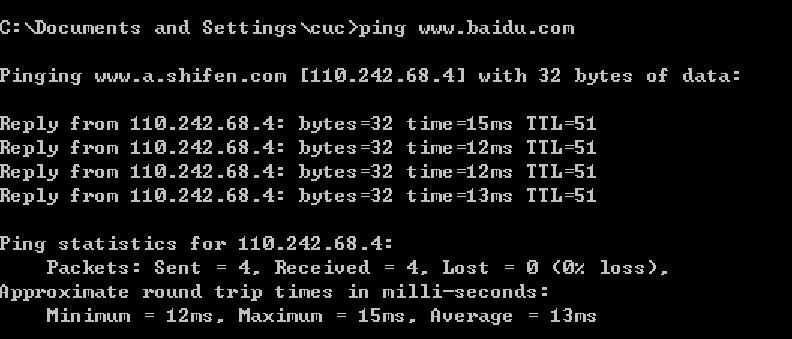 C:\Documents and Settings\cuc>ping www.baidu.com
Pinging www.a.shifen.com [110.242.68.4] with 32 bytes of data:
Reply from 110.242.68.4: bytes=32 time=15ms TTL=51
Reply from 110.242.68.4: bytes=32 time=12ms TTL=51
Reply from 110.242.68.4: bytes=32 time=12ms TTL=51
Reply from 110.242.68.4: bytes=32 time=13ms TTL=51
Ping statistics for 110.242.68.4:
    Packets: Sent = 4, Received = 4, Lost = 0 (0% loss),
Approximate round trip times in milli-seconds:
    Minimum = 12ms, Maximum = 15ms, Average = 13ms